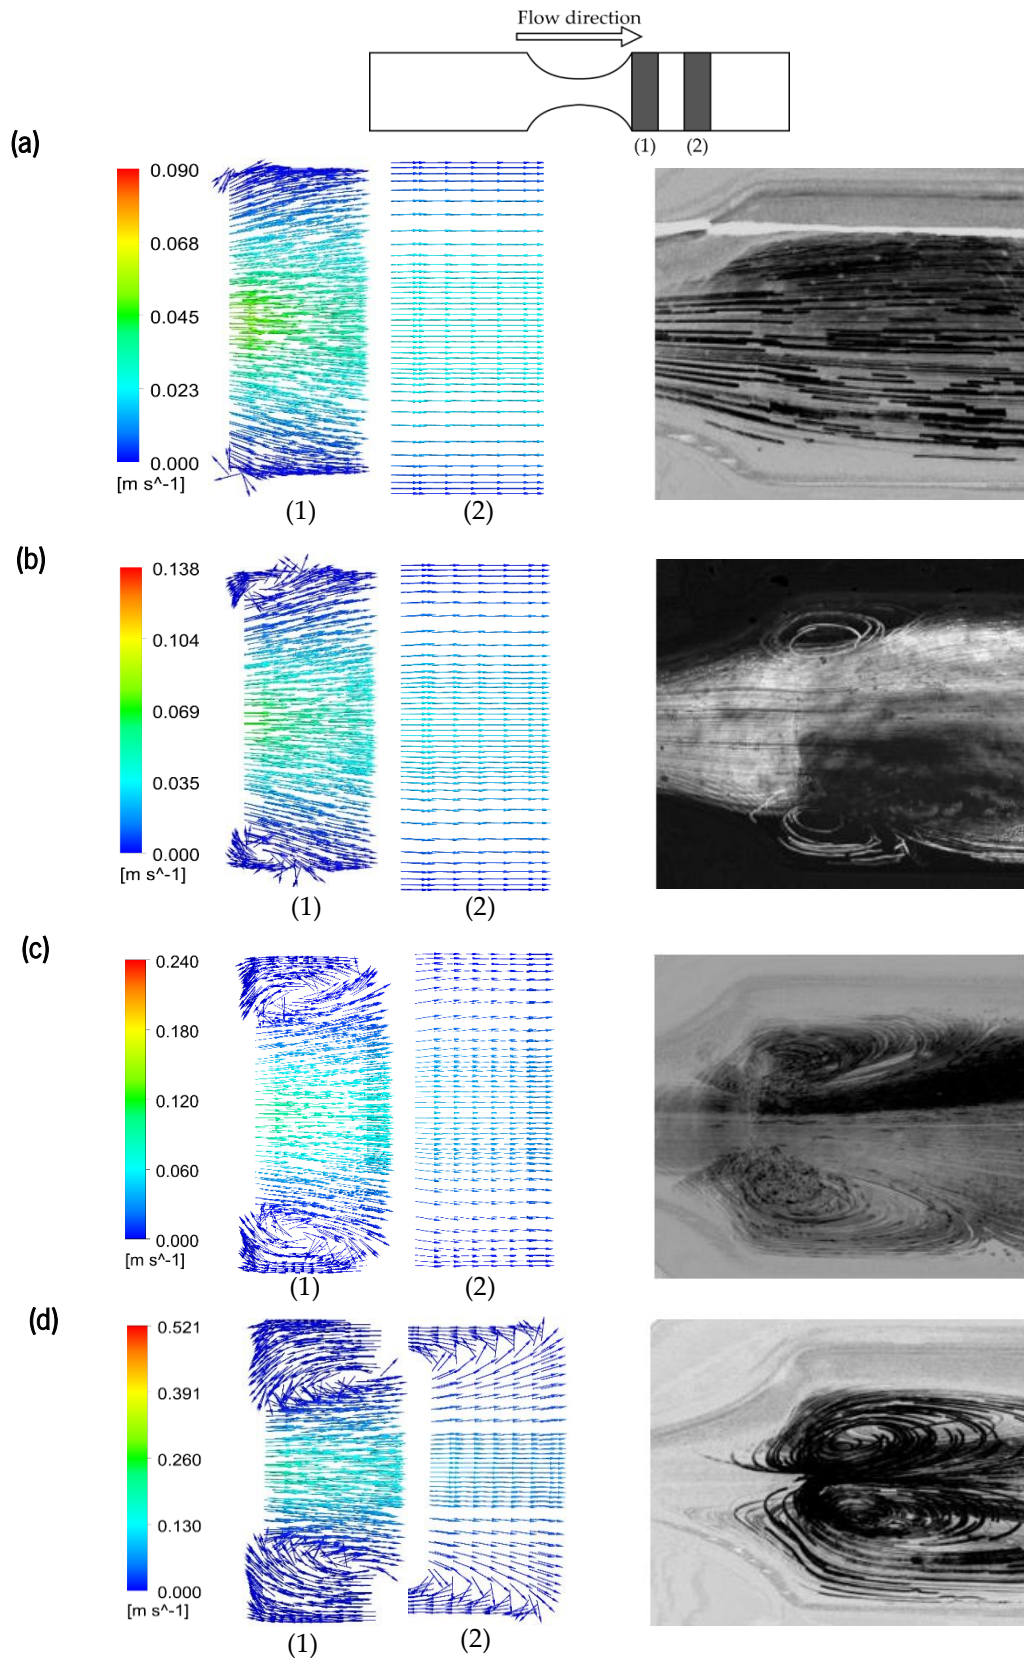 Flow direction
(1) (2)
(a)
0.090
0.068
0.045
0.023
0.000
[m s^-1]
(1) (2)
(b)
0.138
0.104
0.069
0.035
0.000
[m s^-1]
(1) (2)
(c)
0.240
0.180
0.120
0.060
0.000
[m s^-1]
(1) (2)
(d)
0.521
0.391
0.260
0.130
0.000
[m s^-1]
(1) (2)